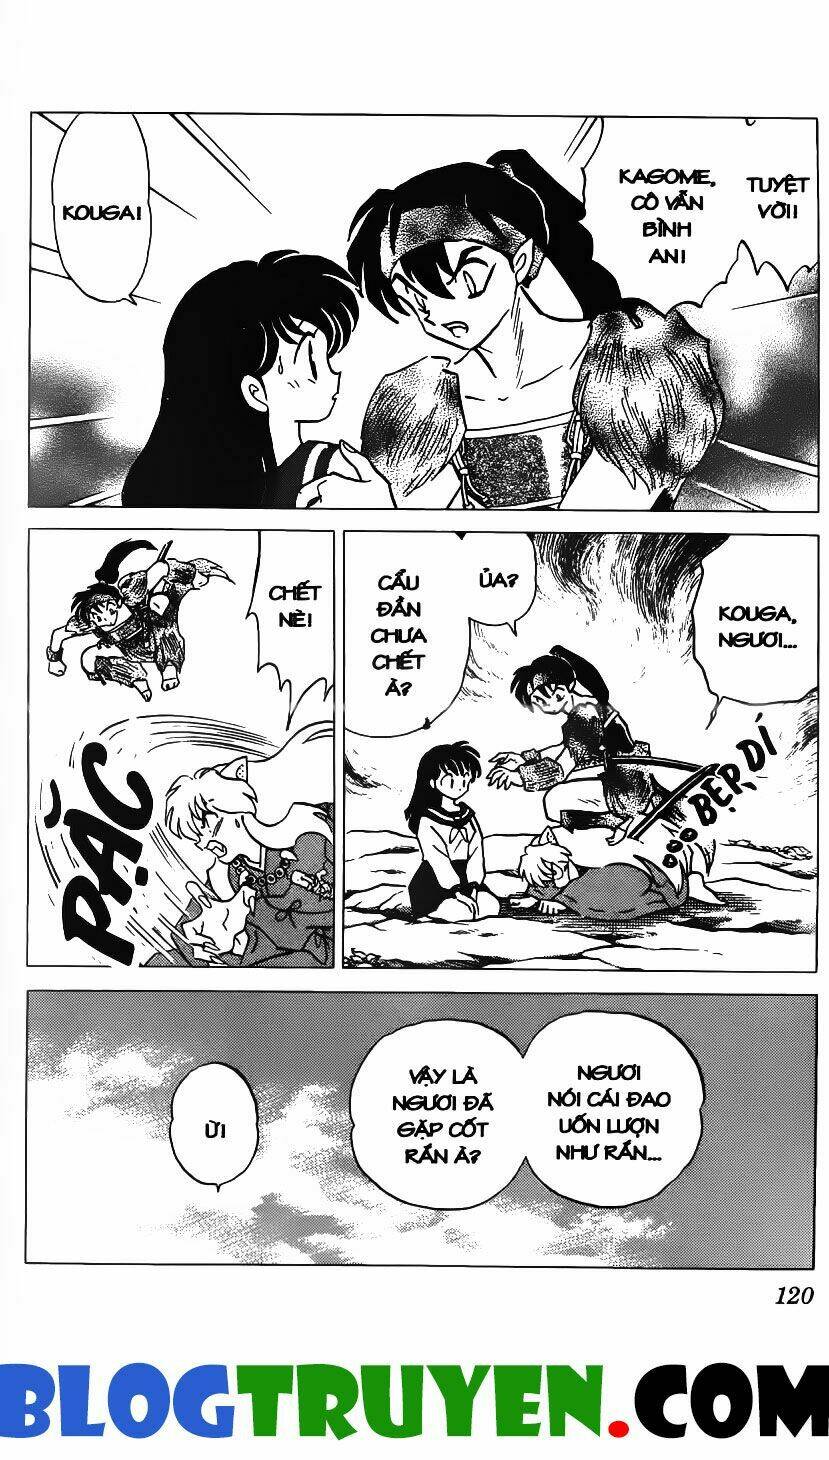 TUYỆT
VỜI!
KAGOME,
CÔ VẪN
BÌNH
AN!
KOUGA!
KOUGA,
NGƯƠI...
ỦA?
CẨU
ĐẦN
CHƯA
CHẾT
À?
BẸP DÍ
CHẾT
NÈ!
PẶC
NGƯƠI
NÓI CÁI ĐAO
UỐN LƯỢN
NHƯ RẮN...
VẬY LÀ
NGƯƠI ĐÃ
GẶP CỐT
RẮN À?
Ừ!
120
BLOGTRUYEN.COM